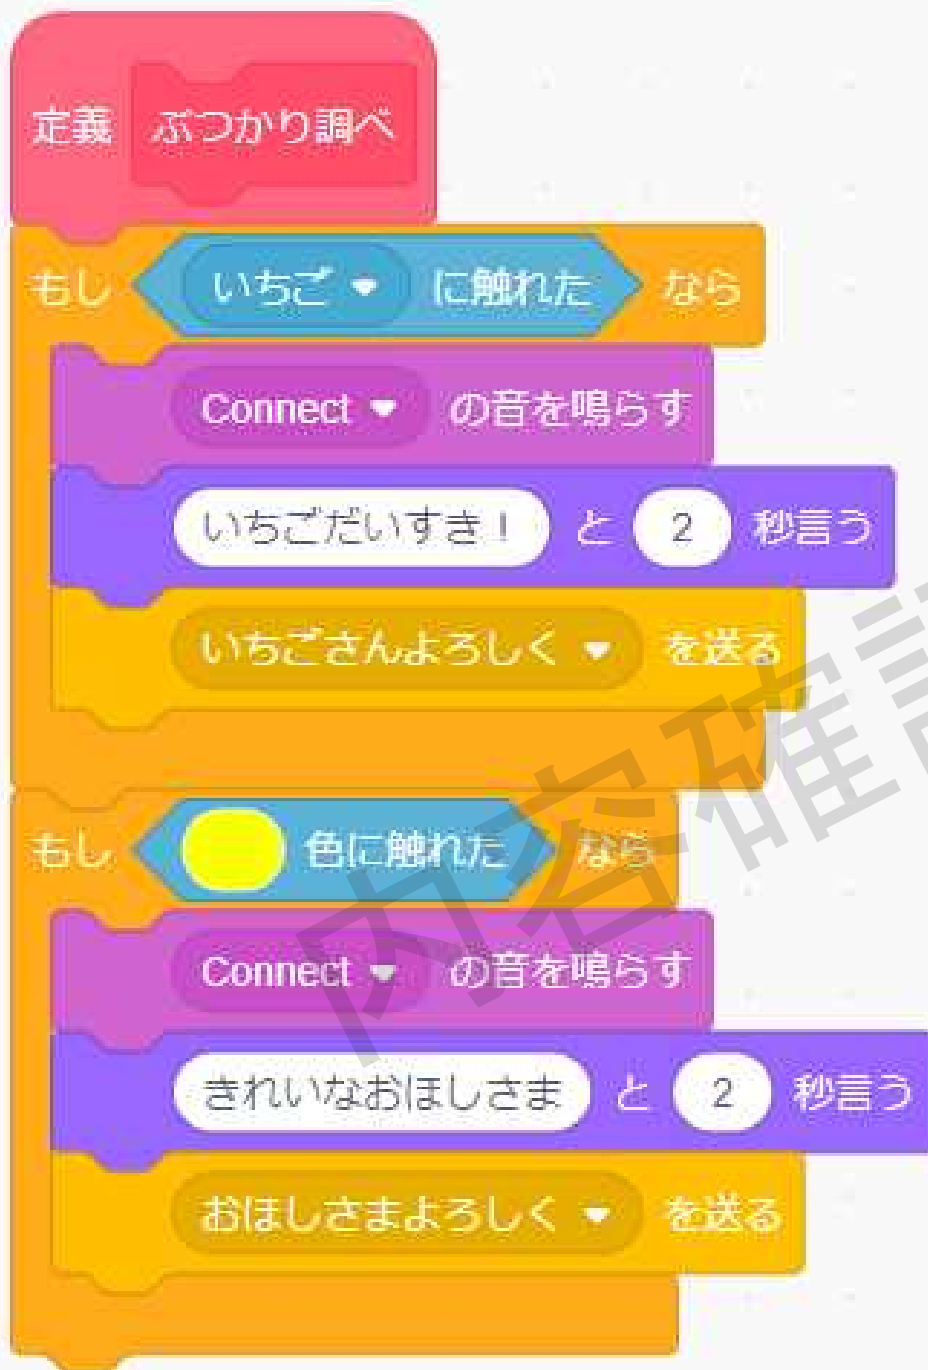 定義 ぶつかり調べ
もし いちご に触れた なら
Connect の音を鳴らす
いちごだいすき！ と 2 秒言う
いちごさんよろしく を送る
もし 色に触れた なら
Connect の音を鳴らす
きれいなおほしさま と 2 秒言う
おほしさまよろしく を送る
内容確認